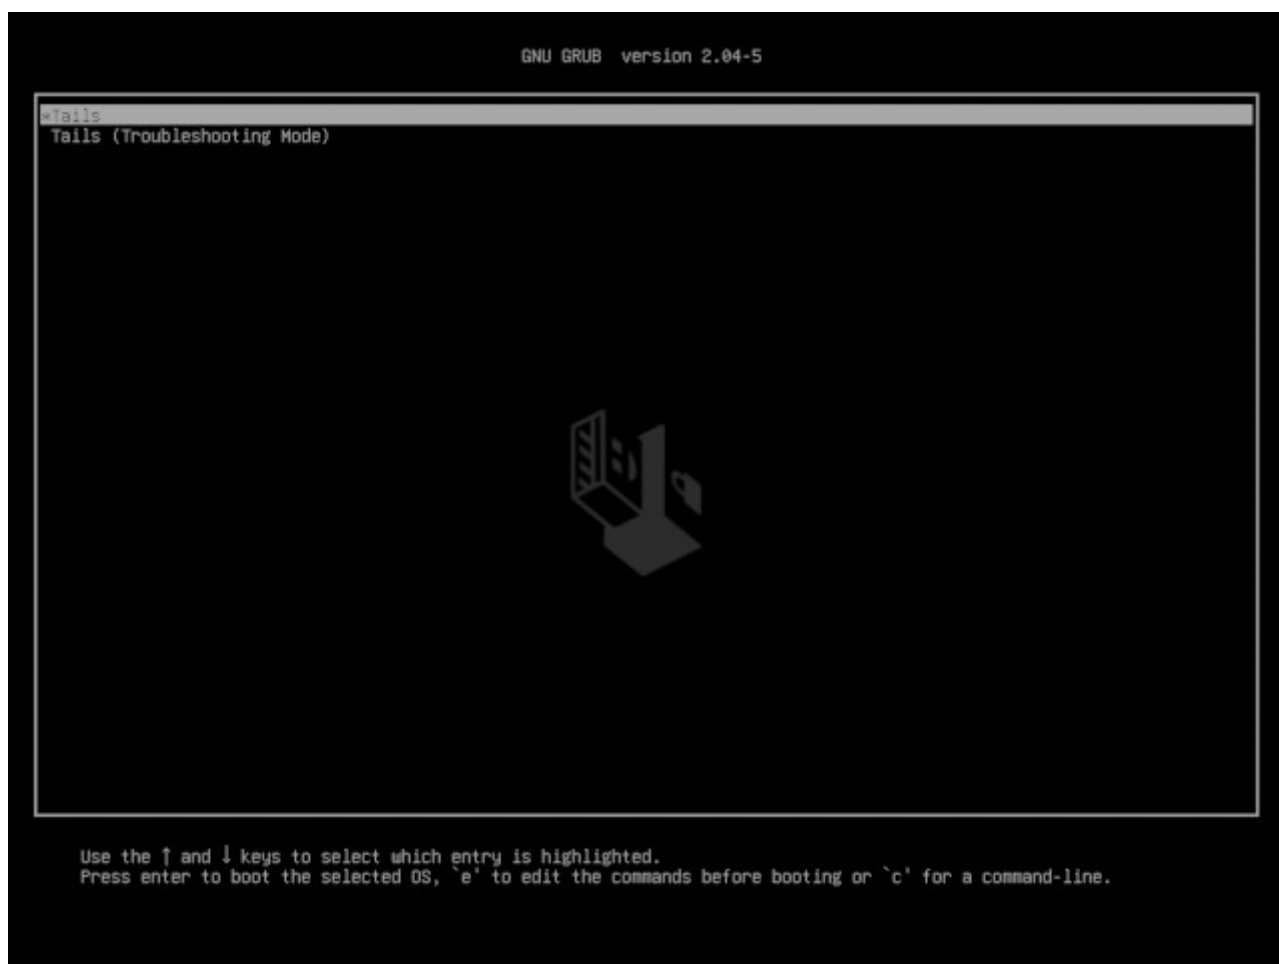 GNU GRUB  version 2.04-5
*Tails
Tails (Troubleshooting Mode)
Use the ↑ and ↓ keys to select which entry is highlighted.
Press enter to boot the selected OS, `e' to edit the commands before booting or `c' for a command-line.